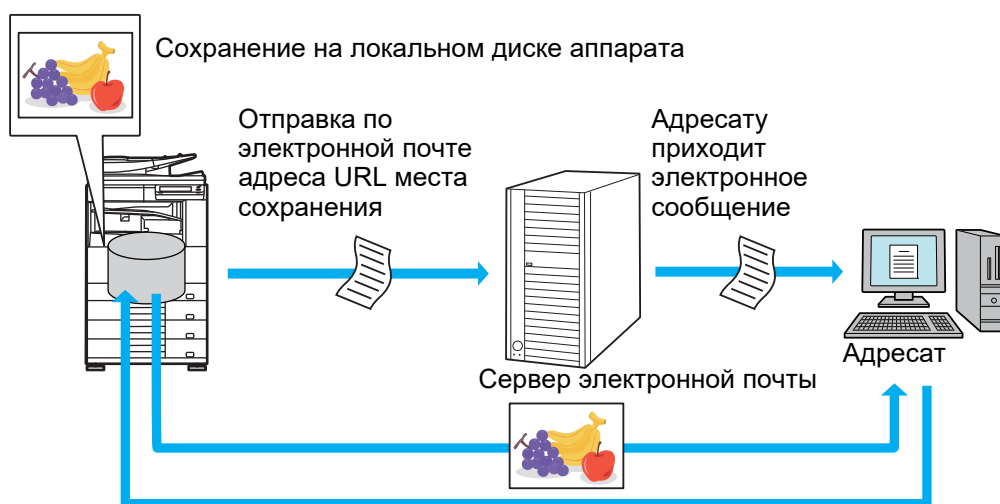 Сохранение на локальном диске аппарата
Отправка по
электронной почте
адреса URL места
сохранения
Адресату
приходит
электронное
сообщение
Адресат
Сервер электронной почты